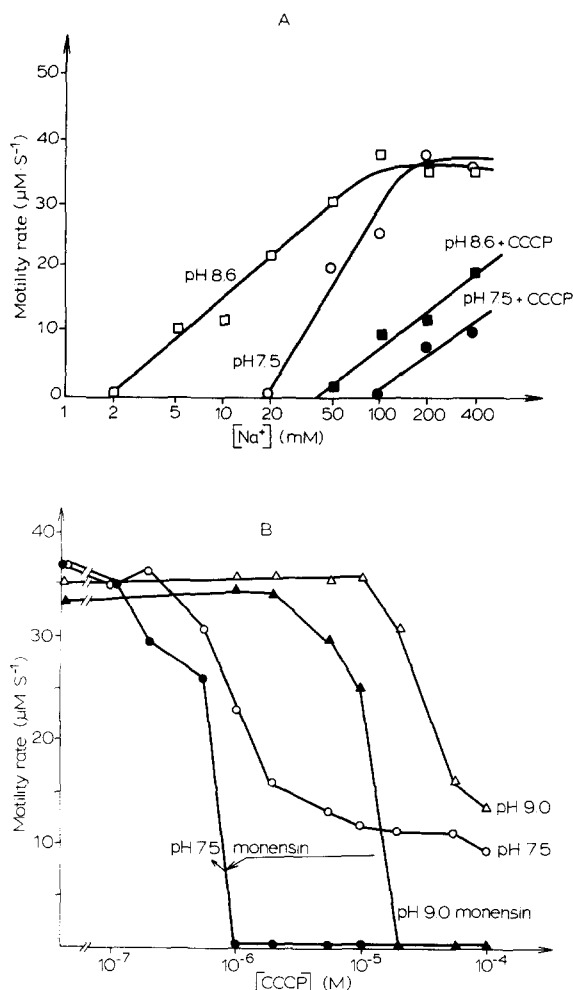 A
50
40
30
20
10
0
Motility rate (μM·S⁻¹)
pH 8.6
pH 7.5
pH 8.6 + CCCP
pH 7.5 + CCCP
1 2 5 10 20 50 100 200 400
[Na⁺] (mM)
B
40
30
20
10
Motility rate (μM S⁻¹)
pH 9.0
pH 7.5
pH 7.5 monensin
pH 9.0 monensin
10⁻⁷ 10⁻⁶ 10⁻⁵ 10⁻⁴
[CCCP] (M)